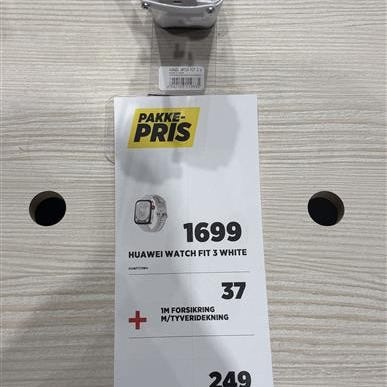 PAKKE-
PRIS
1699
HUAWEI WATCH FIT 3 WHITE
37
+ 1M FORSIKRING
M/TYVERIDEKNING
249